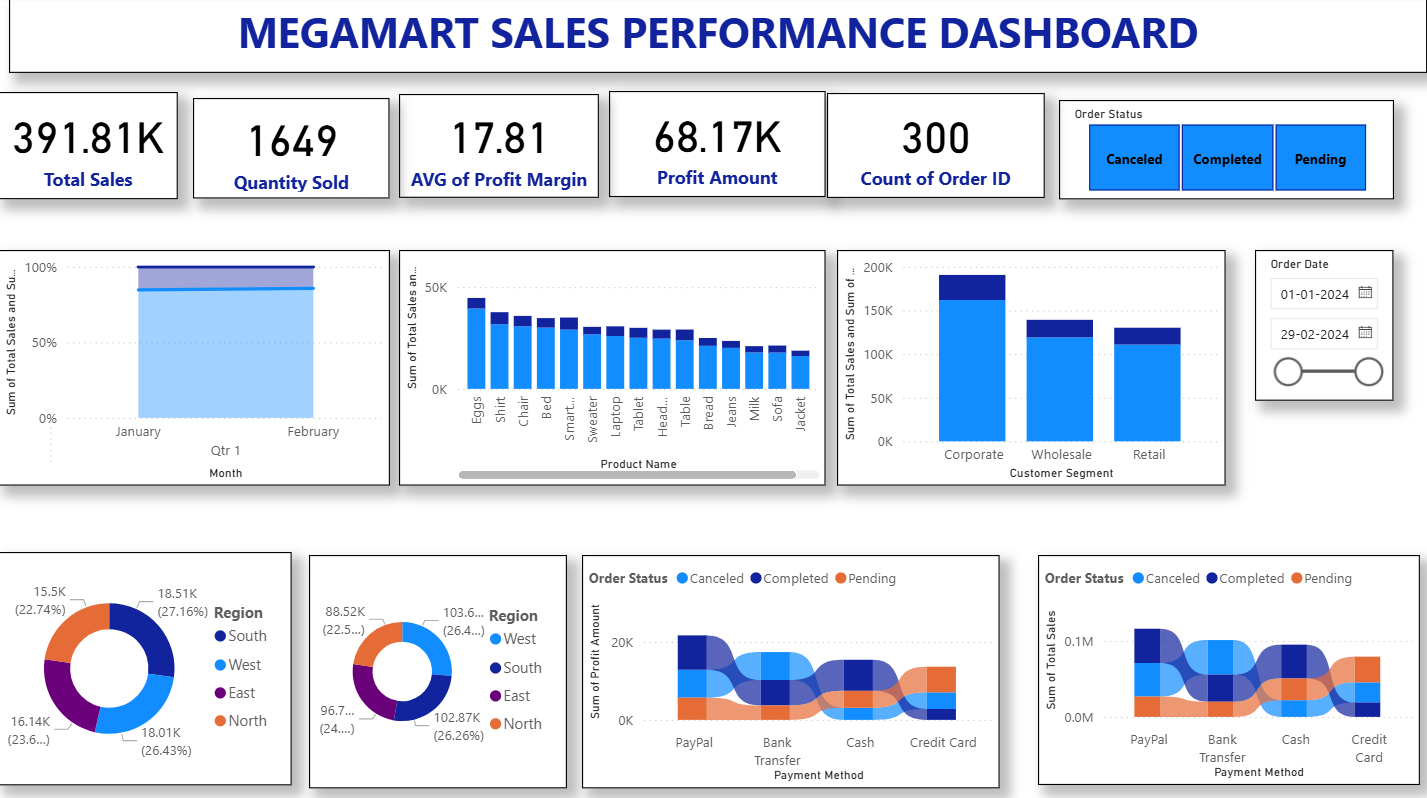 MEGAMART SALES PERFORMANCE DASHBOARD
391.81K
Total Sales
1649
Quantity Sold
17.81
AVG of Profit Margin
68.17K
Profit Amount
300
Count of Order ID
Order Status
Canceled
Completed
Pending
Sum of Total Sales and Su...
100%
50%
0%
January
February
Qtr 1
Month
Sum of Total Sales an...
50K
0K
Eggs
Shirt
Chair
Bed
Smart...
Sweater
Laptop
Tablet
Head...
Table
Bread
Jeans
Milk
Sofa
Jacket
Product Name
Sum of Total Sales and Sum of ...
200K
150K
100K
50K
0K
Corporate
Wholesale
Retail
Customer Segment
Order Date
01-01-2024
29-02-2024
15.5K
(22.74%)
18.51K
(27.16%)
16.14K
(23.6...)
18.01K
(26.43%)
Region
South
West
East
North
88.52K
(22.5...)
103.6...
(26.4...)
96.7...
(24....)
102.87K
(26.26%)
Region
West
South
East
North
Order Status Canceled Completed Pending
Sum of Profit Amount
20K
0K
PayPal
Bank
Transfer
Cash
Credit Card
Payment Method
Order Status Canceled Completed Pending
Sum of Total Sales
0.1M
0.0M
PayPal
Bank
Transfer
Cash
Credit
Card
Payment Method